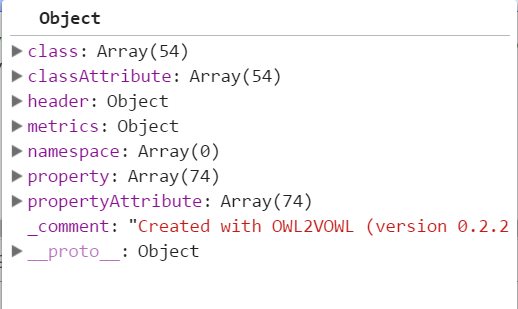 Object
class: Array(54)
classAttribute: Array(54)
header: Object
metrics: Object
namespace: Array(0)
property: Array(74)
propertyAttribute: Array(74)
_comment: "Created with OWL2VOWL (version 0.2.2
__proto__: Object